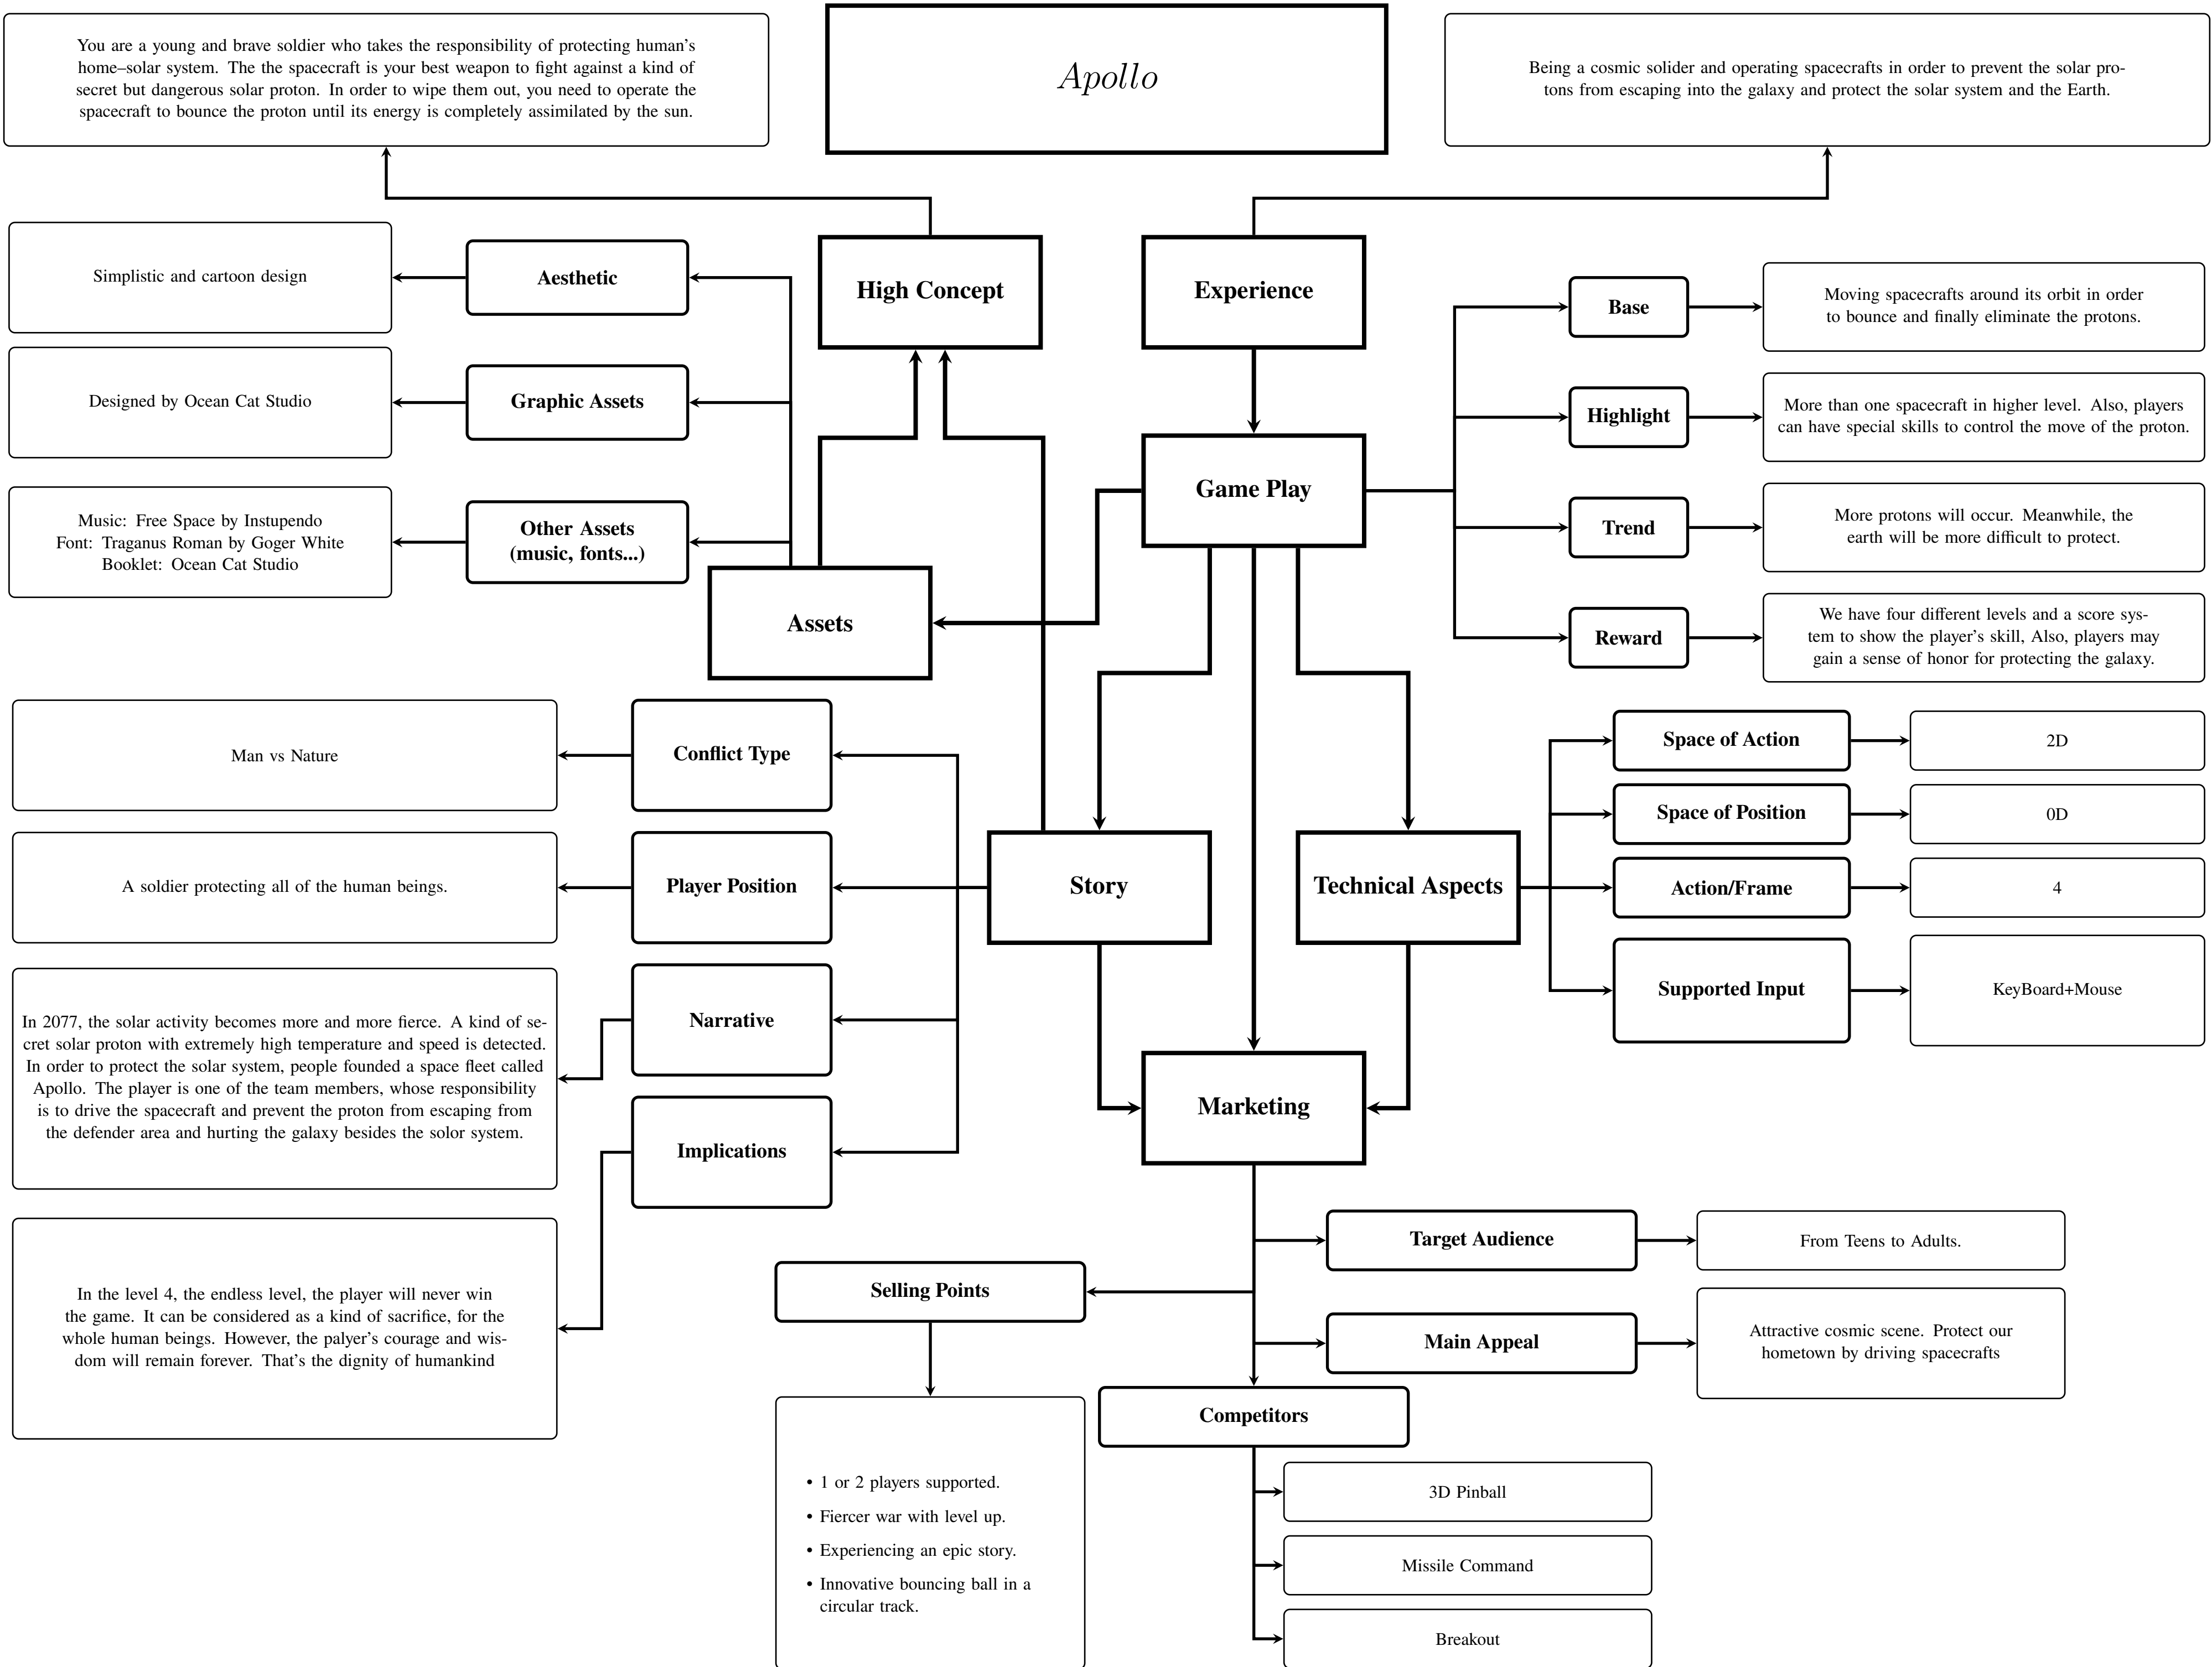 Apollo
You are a young and brave soldier who takes the responsibility of protecting human's
home–solar system. The the spacecraft is your best weapon to fight against a kind of
secret but dangerous solar proton. In order to wipe them out, you need to operate the
spacecraft to bounce the proton until its energy is completely assimilated by the sun.
Being a cosmic solider and operating spacecrafts in order to prevent the solar pro-
tons from escaping into the galaxy and protect the solar system and the Earth.
High Concept
Experience
Simplistic and cartoon design
Aesthetic
Designed by Ocean Cat Studio
Graphic Assets
Music: Free Space by Instupendo
Font: Traganus Roman by Goger White
Booklet: Ocean Cat Studio
Other Assets
(music, fonts...)
Assets
Game Play
Base
Moving spacecrafts around its orbit in order
to bounce and finally eliminate the protons.
Highlight
More than one spacecraft in higher level. Also, players
can have special skills to control the move of the proton.
Trend
More protons will occur. Meanwhile, the
earth will be more difficult to protect.
Reward
We have four different levels and a score sys-
tem to show the player's skill, Also, players may
gain a sense of honor for protecting the galaxy.
Man vs Nature
Conflict Type
A soldier protecting all of the human beings.
Player Position
In 2077, the solar activity becomes more and more fierce. A kind of se-
cret solar proton with extremely high temperature and speed is detected.
In order to protect the solar system, people founded a space fleet called
Apollo. The player is one of the team members, whose responsibility
is to drive the spacecraft and prevent the proton from escaping from
the defender area and hurting the galaxy besides the solor system.
Narrative
In the level 4, the endless level, the player will never win
the game. It can be considered as a kind of sacrifice, for the
whole human beings. However, the palyer's courage and wis-
dom will remain forever. That's the dignity of humankind
Implications
Story
Technical Aspects
Space of Action
2D
Space of Position
0D
Action/Frame
4
Supported Input
KeyBoard+Mouse
Marketing
Target Audience
From Teens to Adults.
Selling Points
Main Appeal
Attractive cosmic scene. Protect our
hometown by driving spacecrafts
Competitors
• 1 or 2 players supported.
• Fiercer war with level up.
• Experiencing an epic story.
• Innovative bouncing ball in a
circular track.
3D Pinball
Missile Command
Breakout